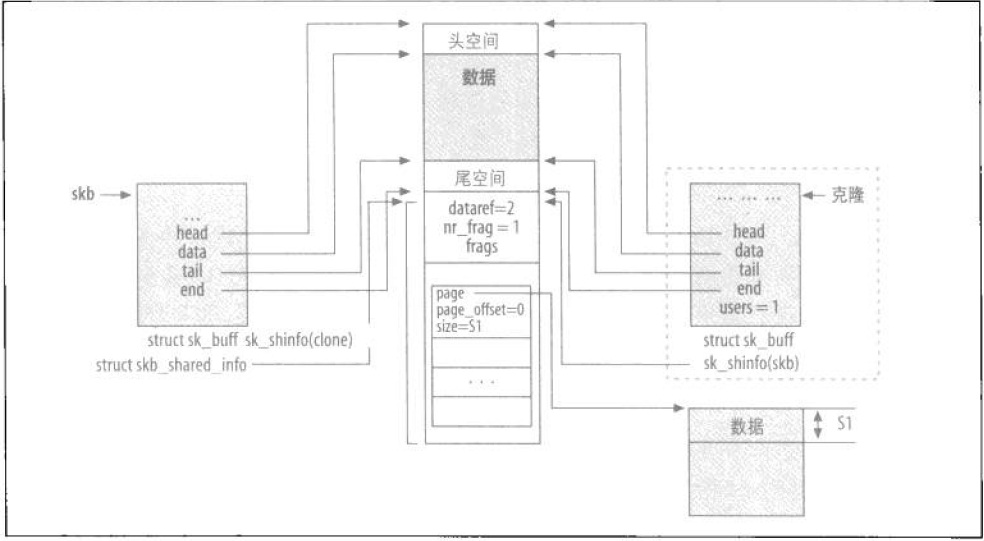 头空间
数据
尾空间
skb
...
head
data
tail
end
struct sk_buff sk_shinfo(clone)
struct skb_shared_info
dataref=2
nr_frag = 1
frags
page
page_offset=0
size=S1
...
... ... ...
克隆
head
data
tail
end
users = 1
struct sk_buff
sk_shinfo(skb)
数据
S1